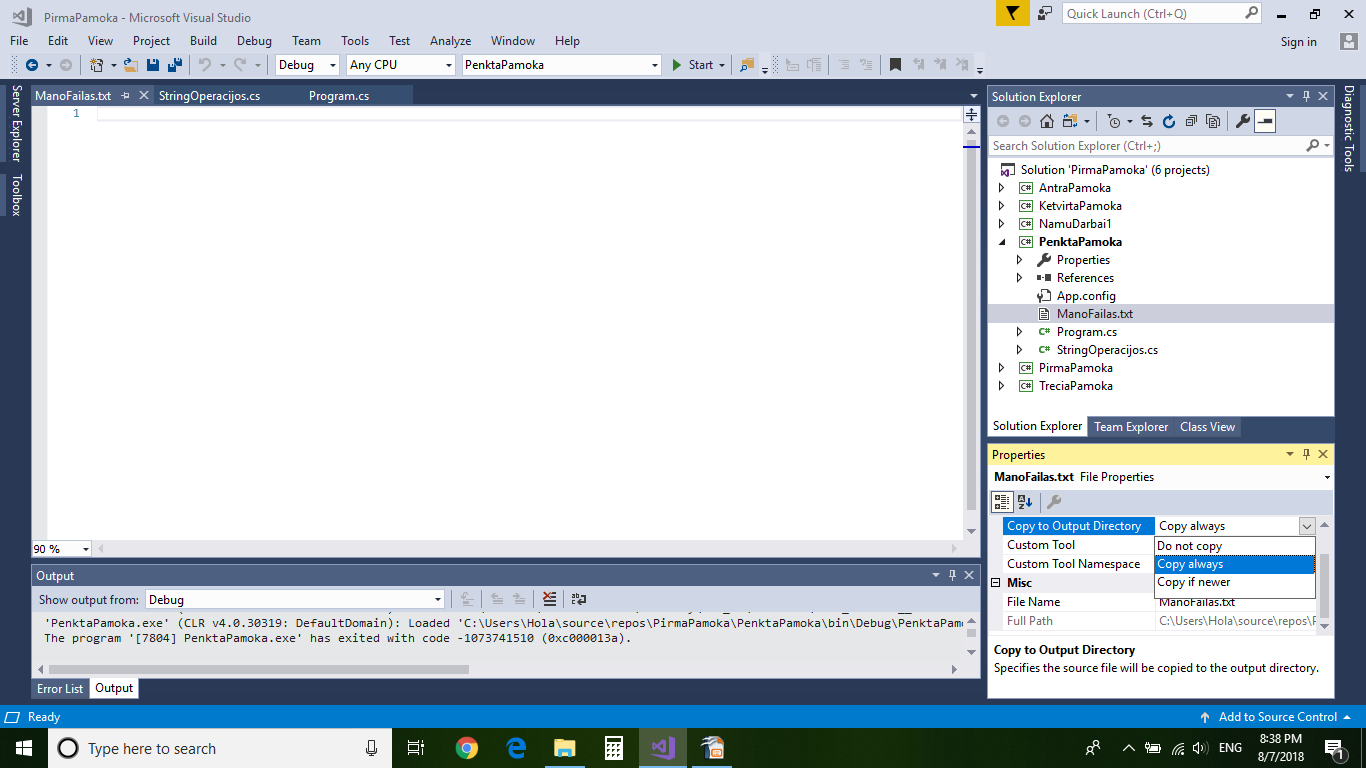 PirmaPamoka - Microsoft Visual Studio
Quick Launch (Ctrl+Q)
File Edit View Project Build Debug Team Tools Test Analyze Window Help
Sign in
Debug Any CPU PenktaPamoka Start
Server Explorer
Toolbox
ManoFailas.txt StringOperacijos.cs Program.cs
1
90 %
Output
Show output from: Debug
'PenktaPamoka.exe' (CLR v4.0.30319: DefaultDomain): Loaded 'C:\Users\Hola\source\repos\PirmaPamoka\PenktaPamoka\bin\Debug\PenktaPam
The program '[7804] PenktaPamoka.exe' has exited with code -1073741510 (0xc000013a).
Error List Output
Solution Explorer
Search Solution Explorer (Ctrl+;)
Solution 'PirmaPamoka' (6 projects)
C# AntraPamoka
C# KetvirtaPamoka
C# NamuDarbai1
C# PenktaPamoka
Properties
References
App.config
ManoFailas.txt
C# Program.cs
C# StringOperacijos.cs
C# PirmaPamoka
C# TreciaPamoka
Solution Explorer Team Explorer Class View
Properties
ManoFailas.txt File Properties
Copy to Output Directory Copy always
Custom Tool
Custom Tool Namespace
Do not copy
Copy always
Copy if newer
Misc
File Name ManoFailas.txt
Full Path C:\Users\Hola\source\repos\P
Copy to Output Directory
Specifies the source file will be copied to the output directory.
Diagnostic Tools
Ready
Add to Source Control
Type here to search
ENG
8:38 PM
8/7/2018
1